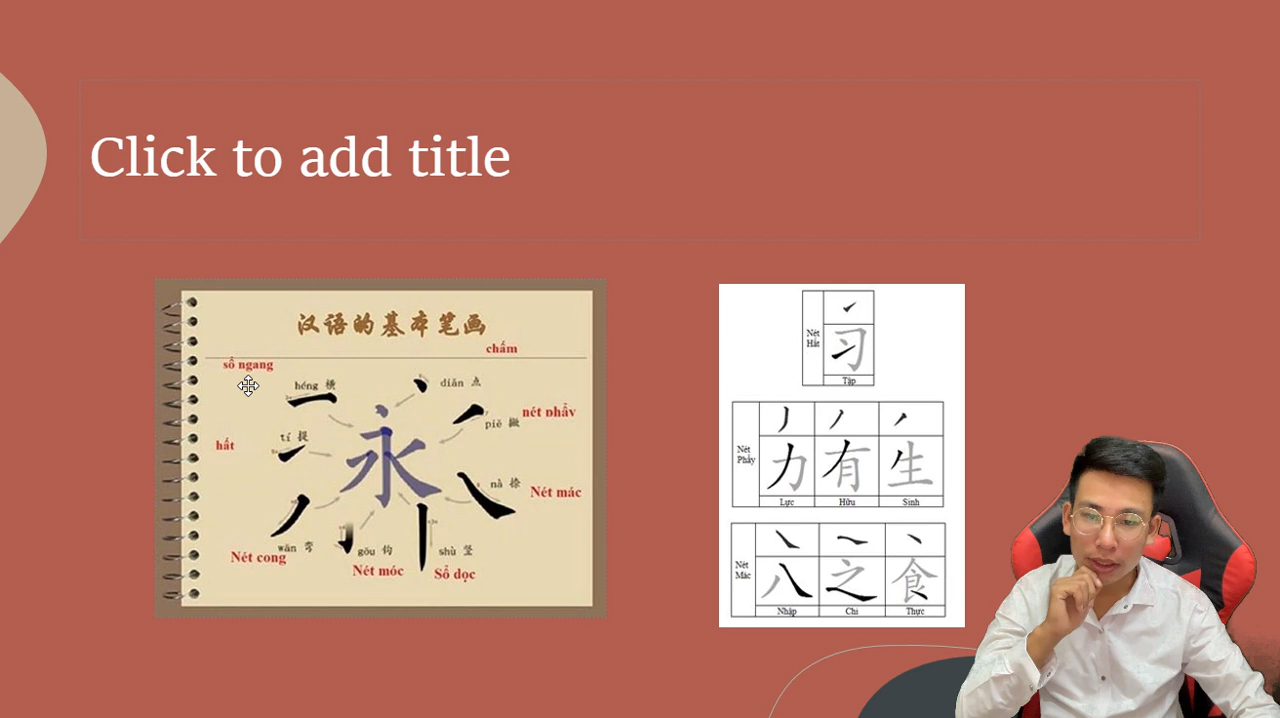 Click to add title
汉语的基本笔画
chấm
sổ ngang
héng 横
diǎn 点
nét phẩy
piě
hất
tí 提
nà
Nét mác
wān 弯
gōu 钩
shù 竖
Nét cong
Nét móc
Sổ dọc
永
Nét Hất
习
Tập
Nét Phẩy
力 有 生
Lực Hữu Sinh
Nét Mác
八 之 食
Nhập Chi Thực